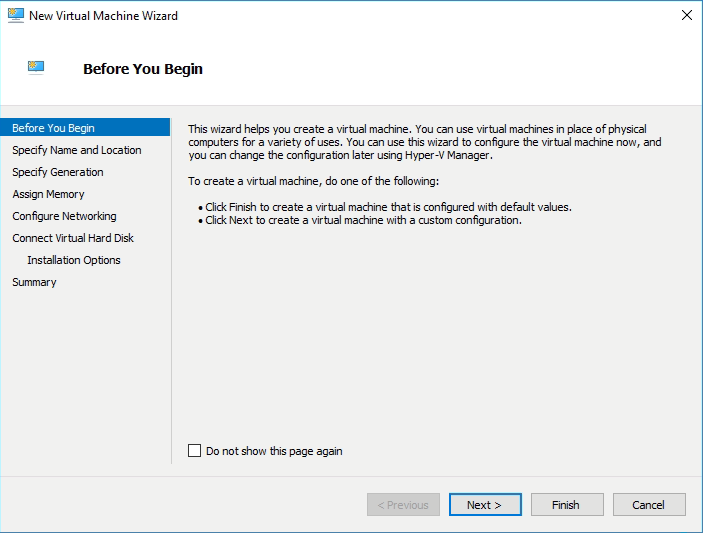 New Virtual Machine Wizard
Before You Begin
Before You Begin
Specify Name and Location
Specify Generation
Assign Memory
Configure Networking
Connect Virtual Hard Disk
Installation Options
Summary
This wizard helps you create a virtual machine. You can use virtual machines in place of physical
computers for a variety of uses. You can use this wizard to configure the virtual machine now, and
you can change the configuration later using Hyper-V Manager.
To create a virtual machine, do one of the following:
• Click Finish to create a virtual machine that is configured with default values.
• Click Next to create a virtual machine with a custom configuration.
Do not show this page again
< Previous
Next >
Finish
Cancel